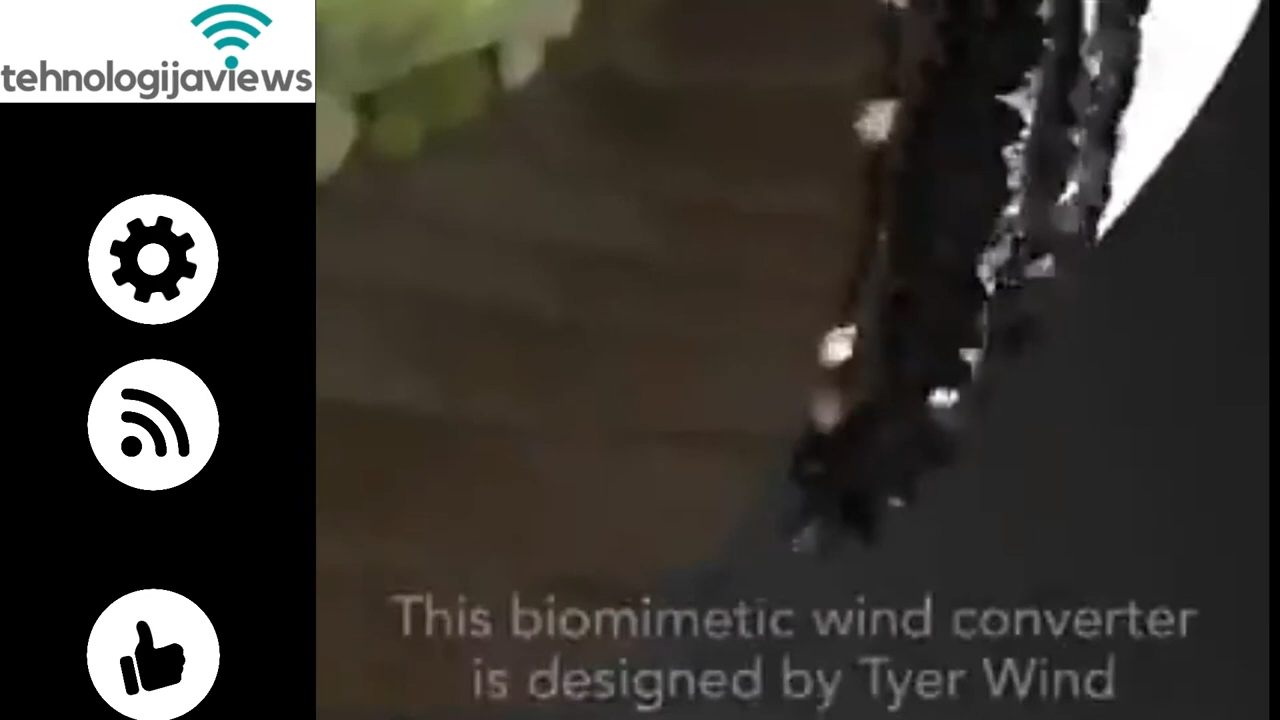 tehnologijaviews
This biomimetic wind converter
is designed by Tyer Wind